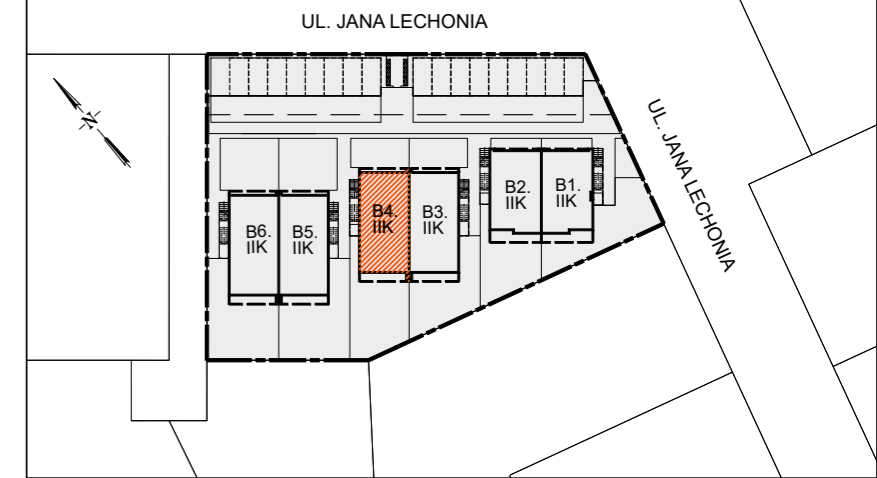 UL. JANA LECHONIA
UL. JANA LECHONIA
N
B6.
IIK
B5.
IIK
B4.
IIK
B3.
IIK
B2.
IIK
B1.
IIK